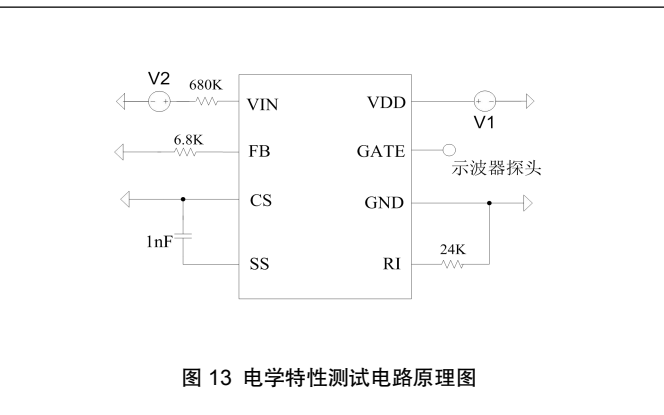 V2
680K
VIN
VDD
+
-
V1
6.8K
FB
GATE
示波器探头
CS
GND
1nF
SS
RI
24K
图 13 电学特性测试电路原理图